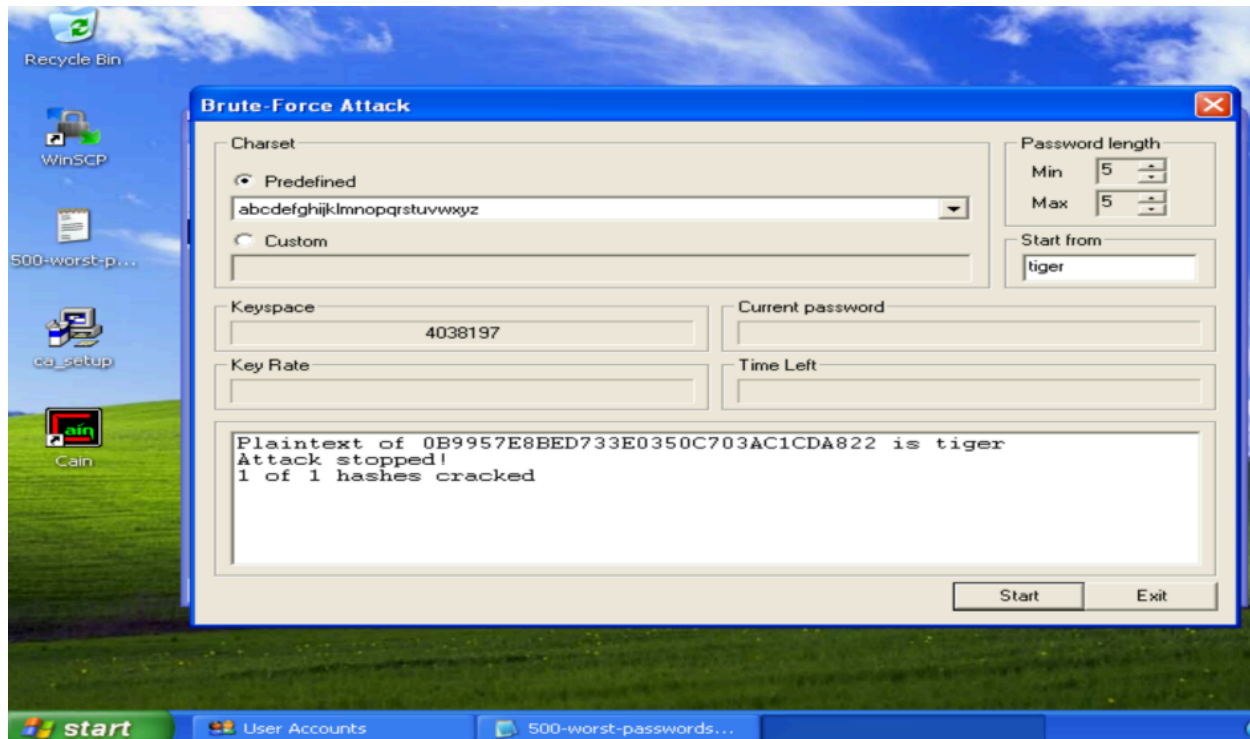 Recycle Bin
WinSCP
500-worst-p...
ca_setup
Cain
Cain
Brute-Force Attack
Charset
Predefined
abcdefghijklmnopqrstuvwxyz
Custom
Password length
Min 5
Max 5
Start from
tiger
Keyspace
4038197
Current password
Key Rate
Time Left
Plaintext of 0B9957E8BED733E0350C703AC1CDA822 is tiger
Attack stopped!
1 of 1 hashes cracked
Start
Exit
start
User Accounts
500-worst-passwords...